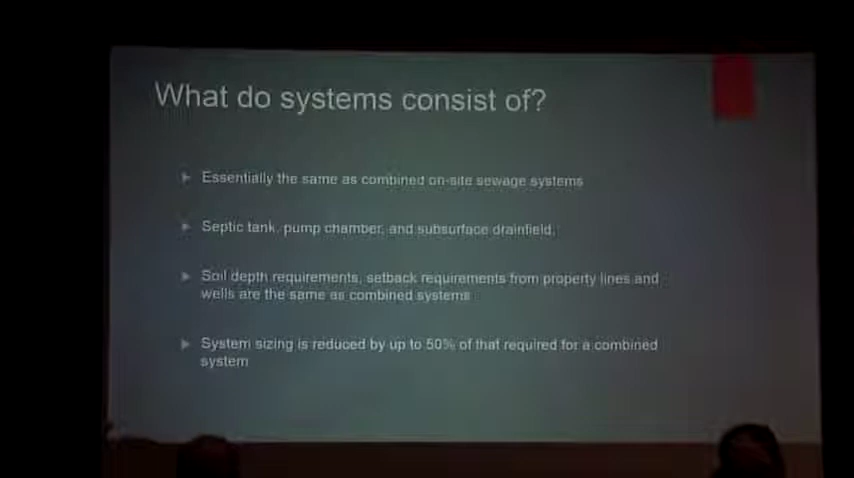 What do systems consist of?
Essentially the same as combined on-site sewage systems
Septic tank, pump chamber, and subsurface drainfield.
Soil depth requirements, setback requirements from property lines and
wells are the same as combined systems
System sizing is reduced by up to 50% of that required for a combined
system